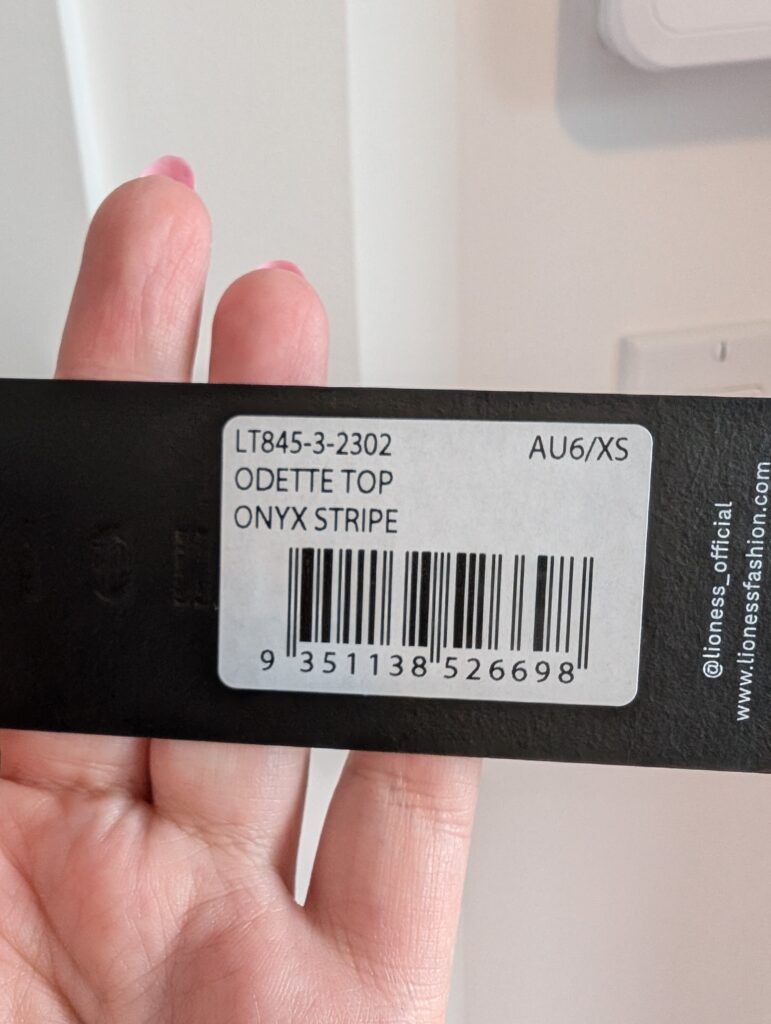 LT845-3-2302 AU6/XS
ODETTE TOP
ONYX STRIPE
9 351138 526698
@lioness_official
www.lionessfashion.com